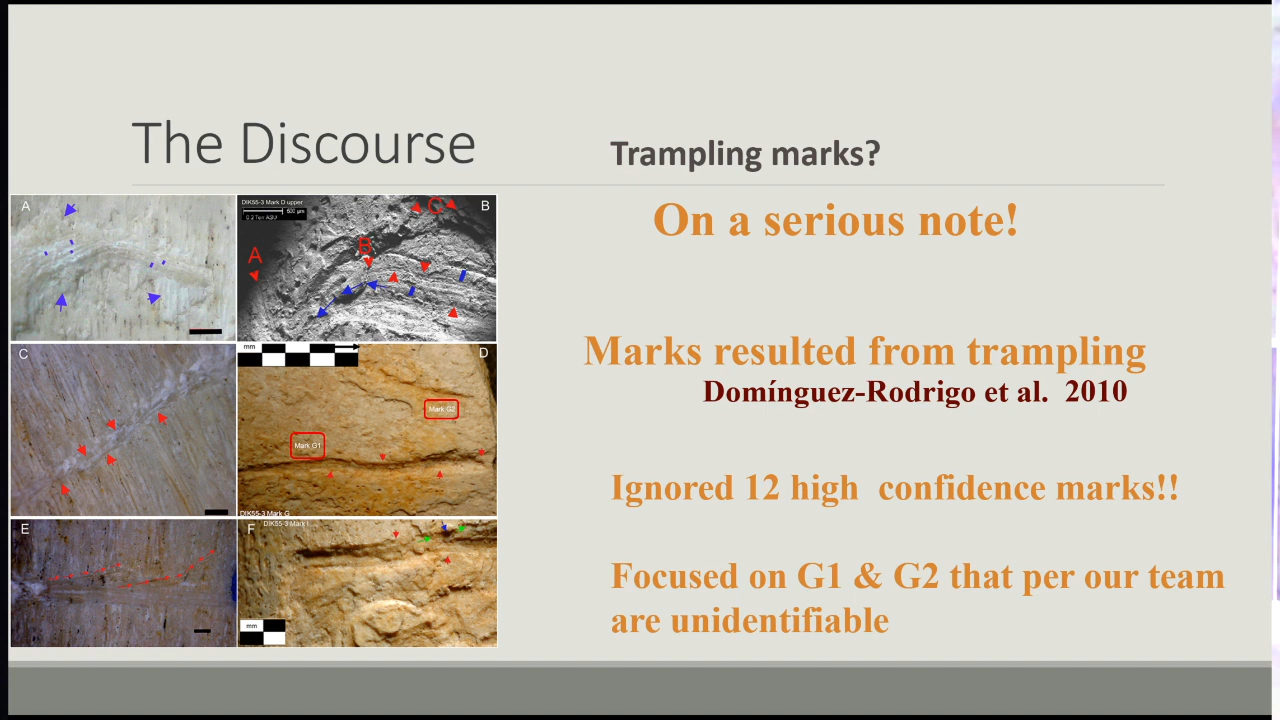 The Discourse
Trampling marks?
On a serious note!
Marks resulted from trampling
Domínguez-Rodrigo et al. 2010
Ignored 12 high confidence marks!!
Focused on G1 & G2 that per our team
are unidentifiable
A
DIK55-3 Mark D upper
B
A
B
C
C
mm
D
Mark G2
Mark G1
DIK55-3 Mark G
E
F
DIK55-3 Mark I
mm